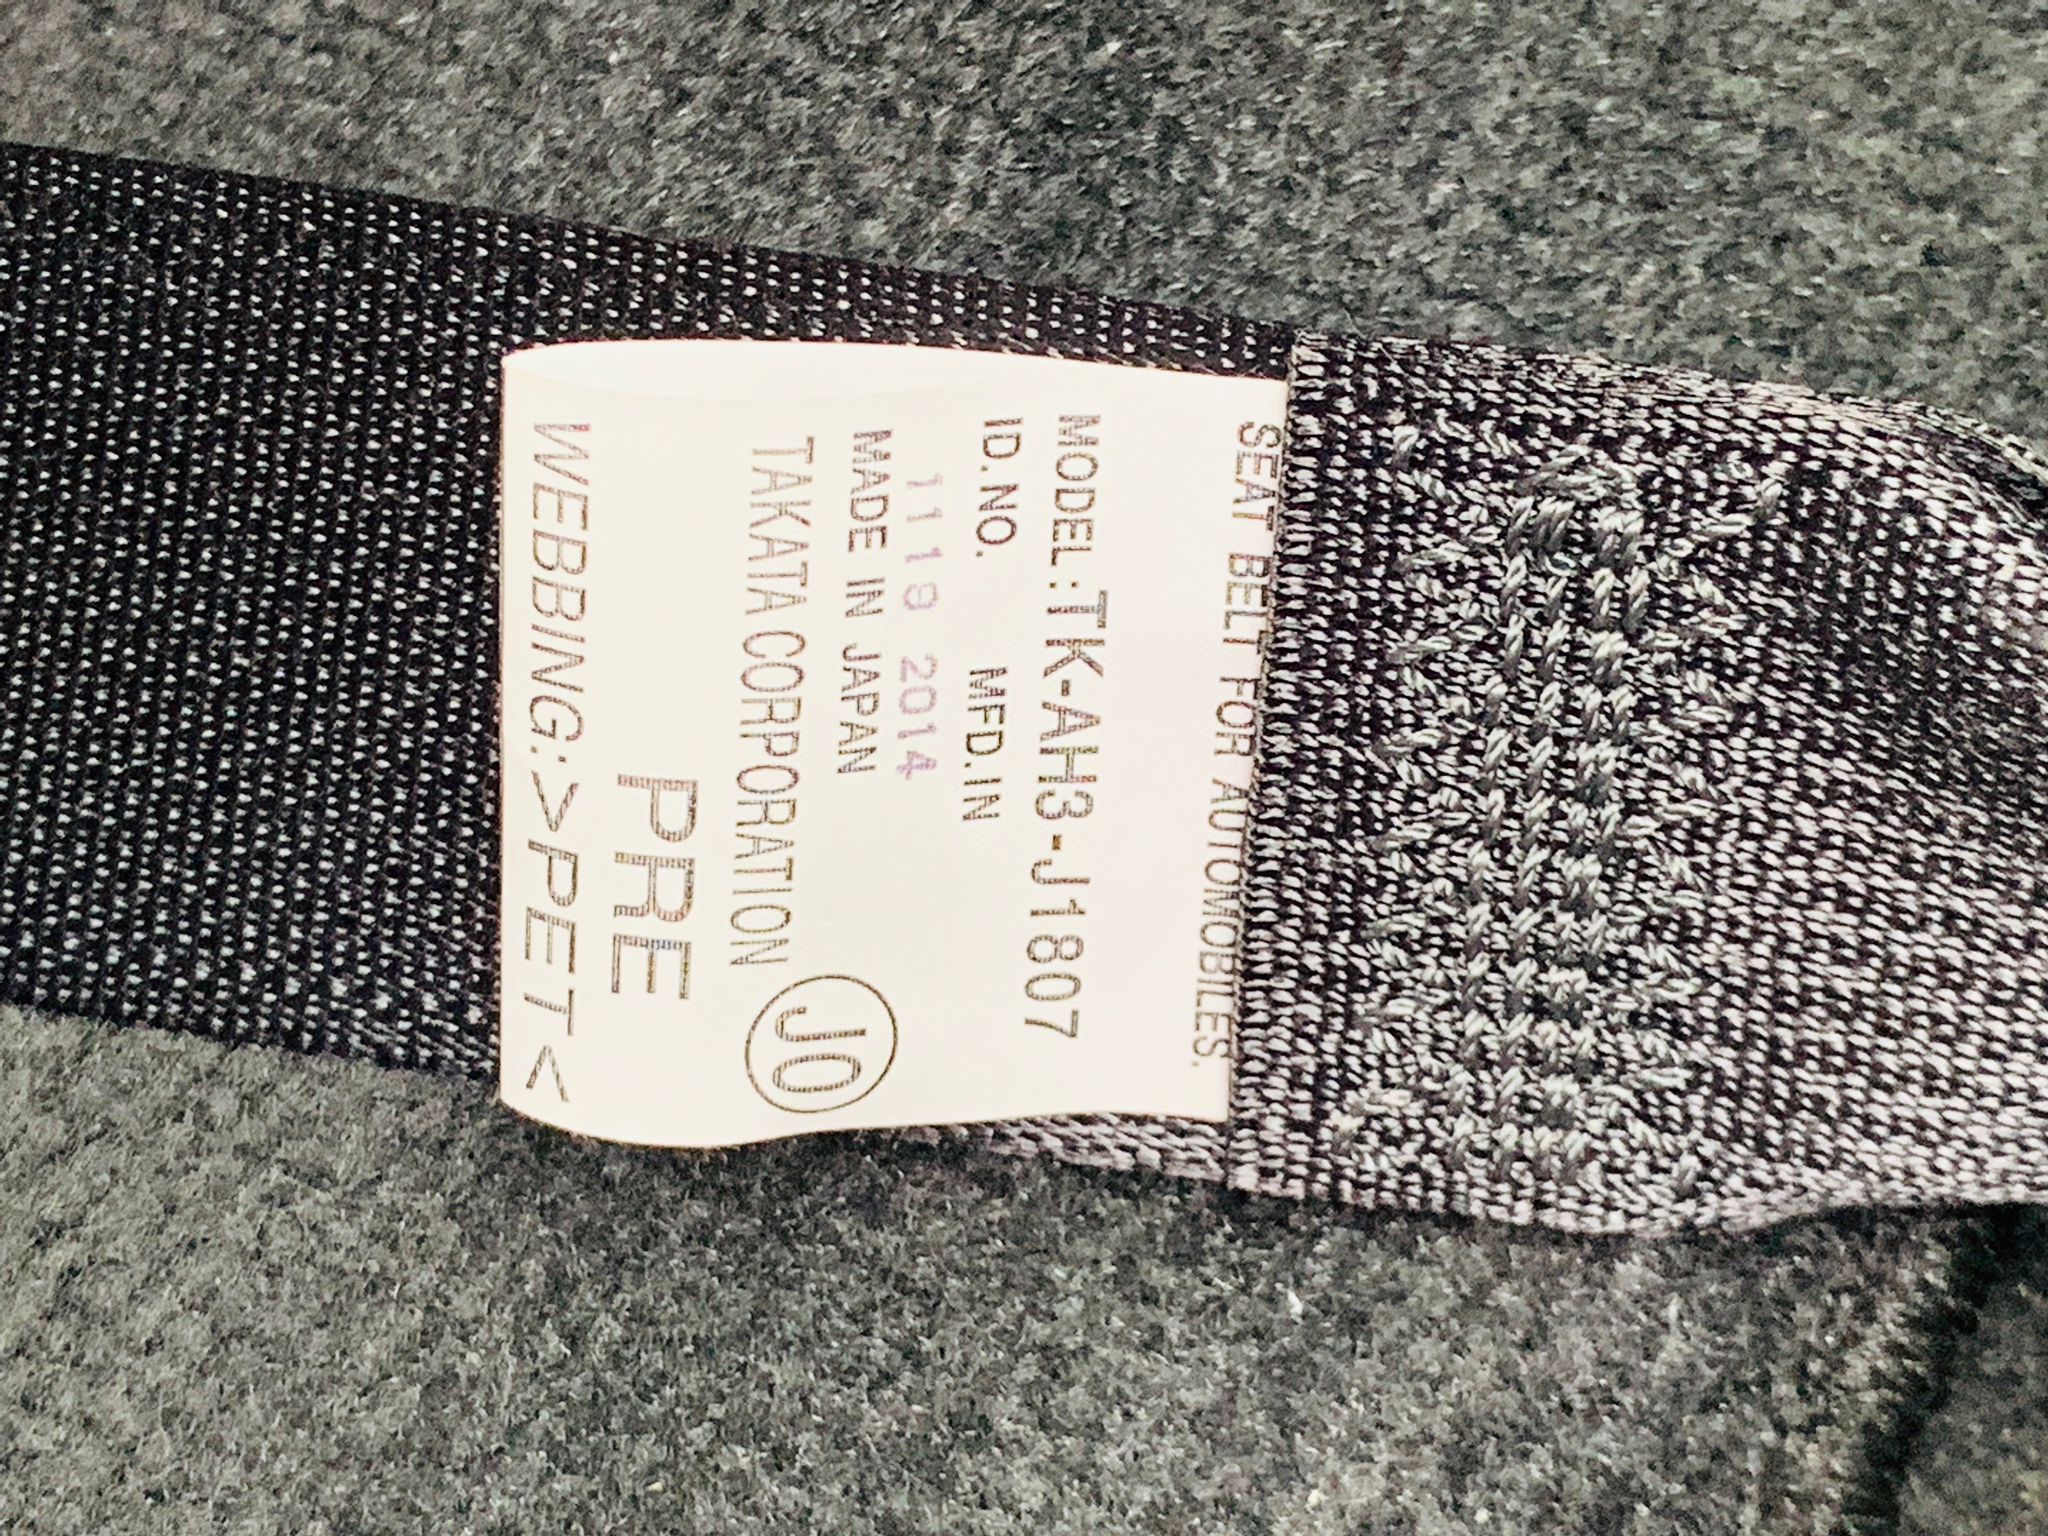 SEAT BELT FOR AUTOMOBILES.
MODEL:TK-AH3-J1807
ID.NO. MFD.IN
1119 2014
MADE IN JAPAN
TAKATA CORPORATION JO
PRE
WEBBING:>PET<